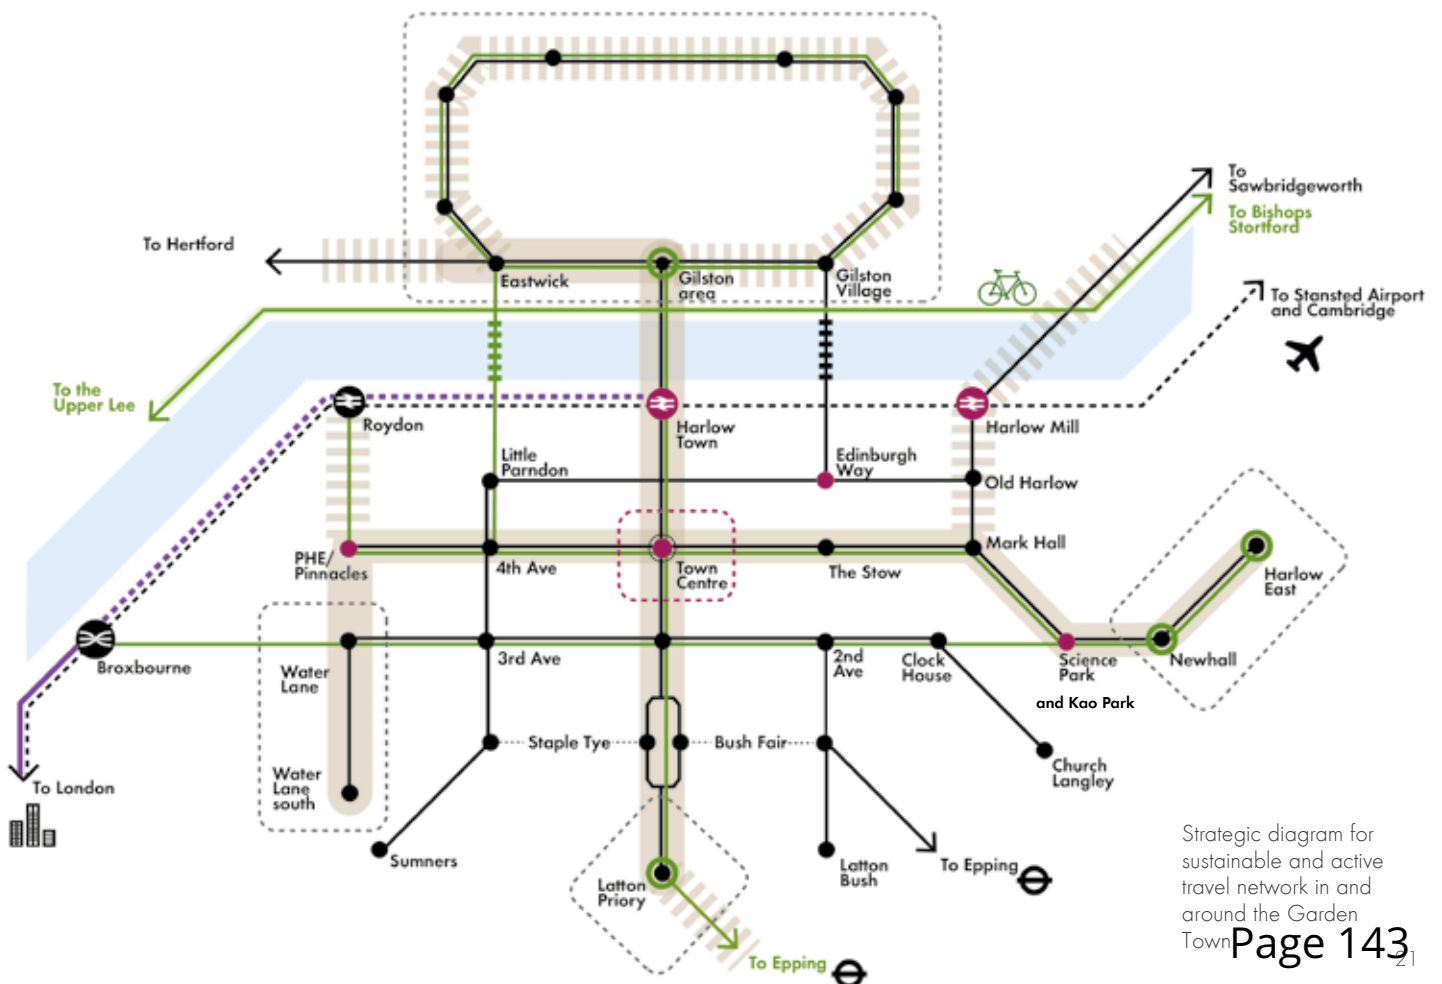 To
Sawbridgeworth
To Bishops
Stortford
To Hertford
Eastwick
Gilston
area
Gilston
Village
To Stansted Airport
and Cambridge
To the
Upper Lee
Roydon
Harlow
Town
Harlow Mill
Little
Parndon
Edinburgh
Way
Old Harlow
PHE/
Pinnacles
4th Ave
Town
Centre
The Stow
Mark Hall
Harlow
East
Broxbourne
Water
Lane
3rd Ave
2nd
Ave
Clock
House
Science
Park
and Kao Park
Newhall
Staple Tye
Bush Fair
Water
Lane
south
Church
Langley
To London
Sumners
Latton
Priory
Latton
Bush
To Epping
To Epping
Strategic diagram for
sustainable and active
travel network in and
around the Garden
Town
Page 143
21